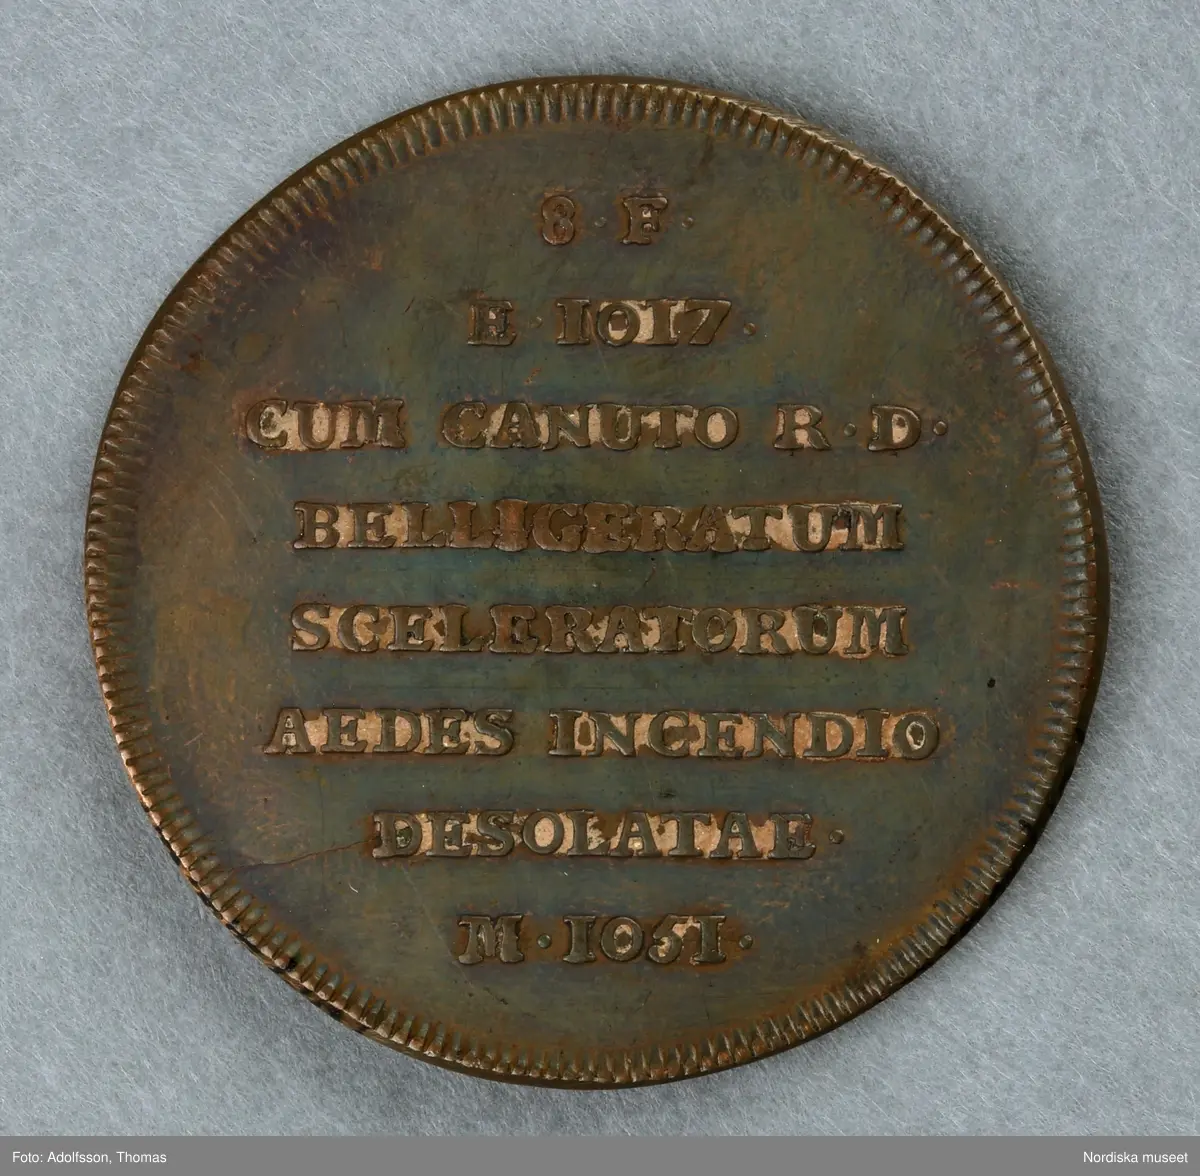 8 · F ·
E · 1017 ·
CUM CANUTO R · D ·
BELLIGERATUM
SCELERATORUM
AEDES INCENDIO
DESOLATAE ·
M · 1051 ·
Foto: Adolfsson, Thomas
Nordiska museet